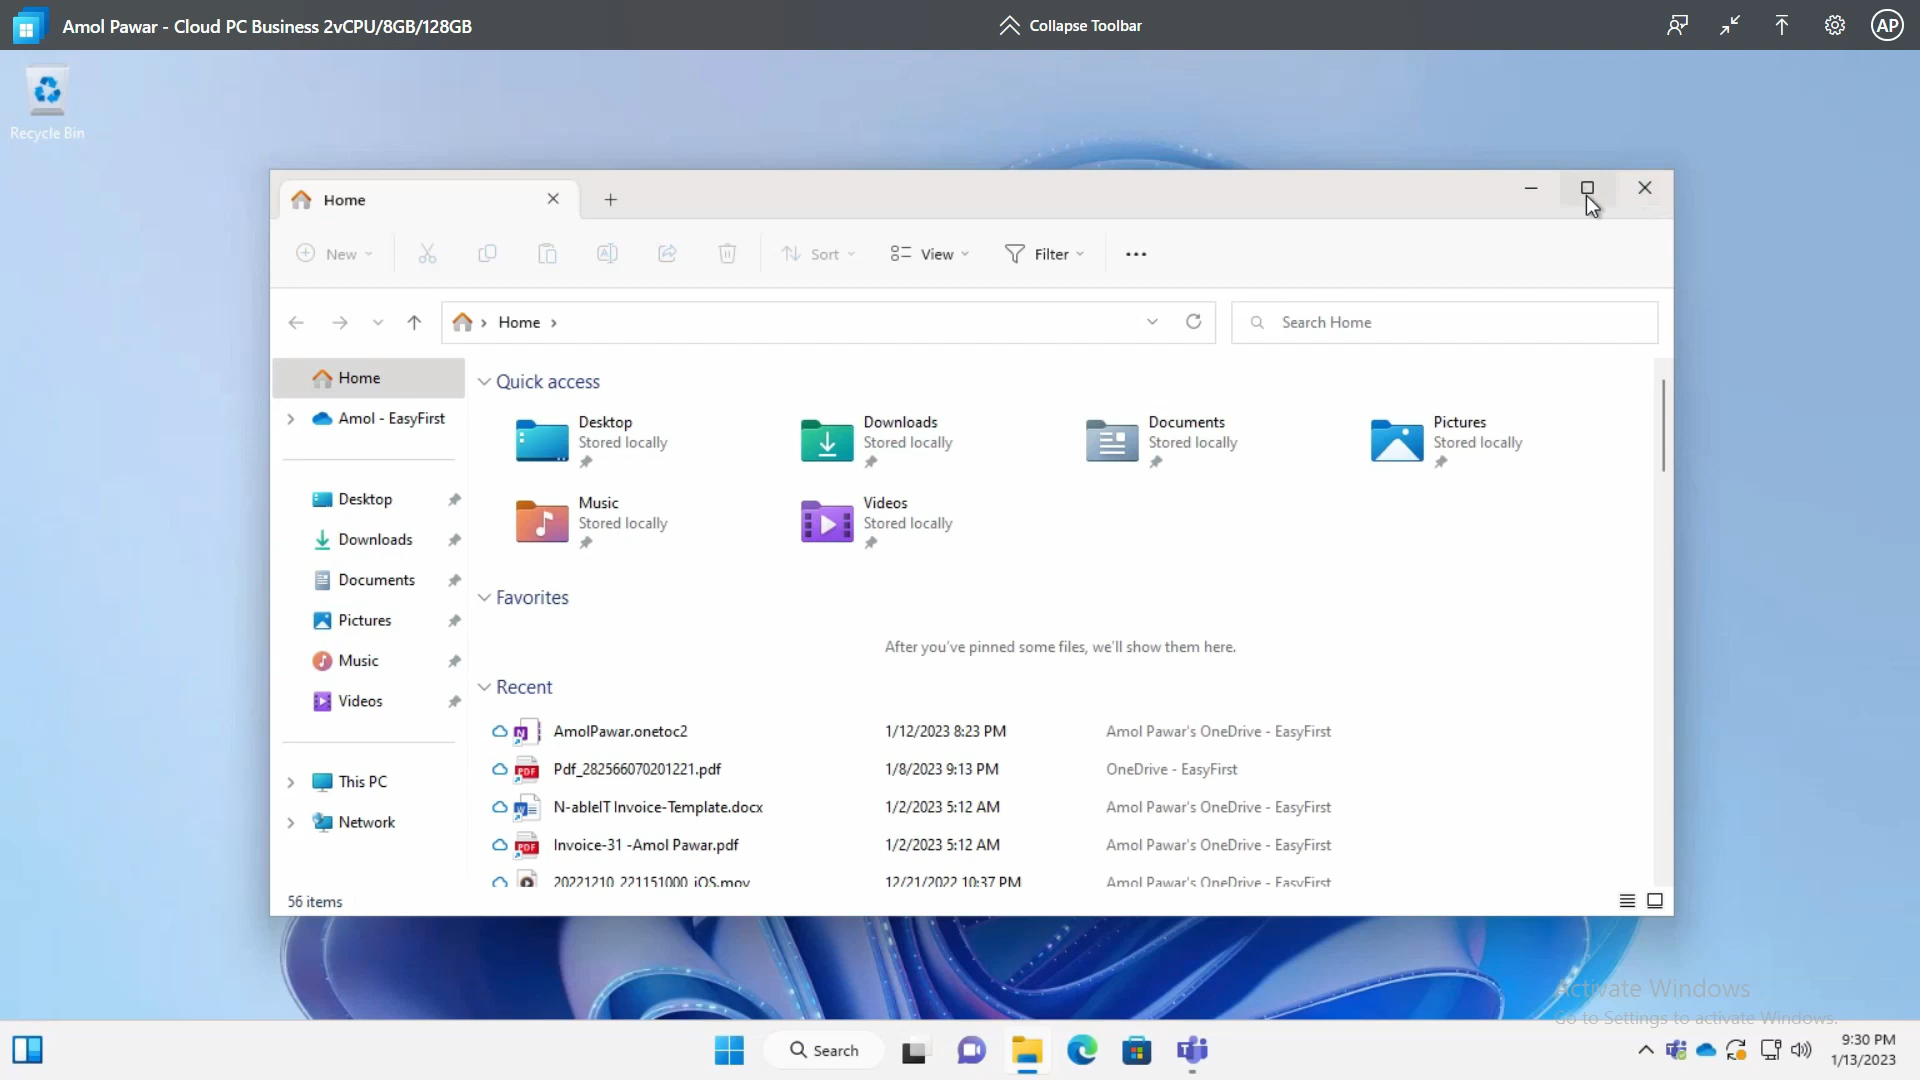 Amol Pawar - Cloud PC Business 2vCPU/8GB/128GB
Collapse Toolbar
AP
Recycle Bin
Home
New
Sort
View
Filter
Home
Search Home
Home
Amol - EasyFirst
Desktop
Downloads
Documents
Pictures
Music
Videos
This PC
Network
Quick access
Desktop
Stored locally
Downloads
Stored locally
Documents
Stored locally
Pictures
Stored locally
Music
Stored locally
Videos
Stored locally
Favorites
After you've pinned some files, we'll show them here.
Recent
AmolPawar.onetoc2 1/12/2023 8:23 PM Amol Pawar's OneDrive - EasyFirst
Pdf_282566070201221.pdf 1/8/2023 9:13 PM OneDrive - EasyFirst
N-ableIT Invoice-Template.docx 1/2/2023 5:12 AM Amol Pawar's OneDrive - EasyFirst
Invoice-31 -Amol Pawar.pdf 1/2/2023 5:12 AM Amol Pawar's OneDrive - EasyFirst
20221210_221151000_iOS.mov 12/21/2022 10:37 PM Amol Pawar's OneDrive - EasyFirst
56 items
Activate Windows
Go to Settings to activate Windows.
Search
9:30 PM
1/13/2023